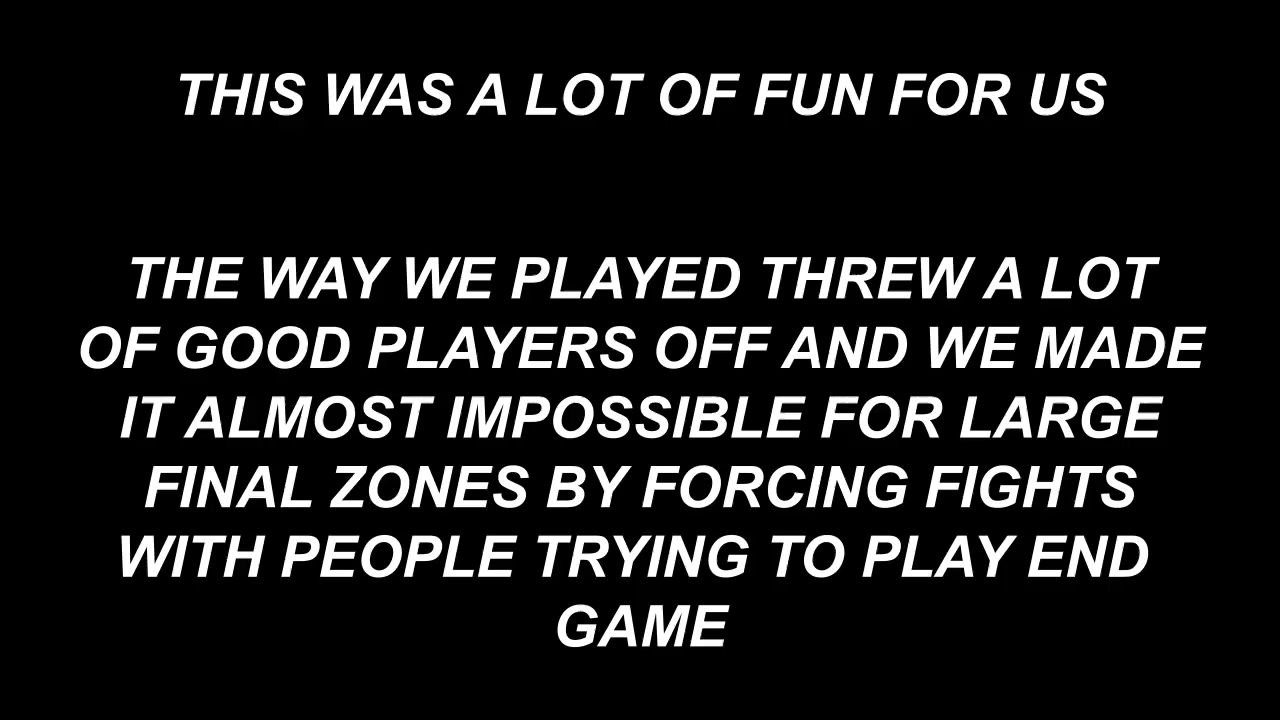 THIS WAS A LOT OF FUN FOR US
THE WAY WE PLAYED THREW A LOT
OF GOOD PLAYERS OFF AND WE MADE
IT ALMOST IMPOSSIBLE FOR LARGE
FINAL ZONES BY FORCING FIGHTS
WITH PEOPLE TRYING TO PLAY END
GAME